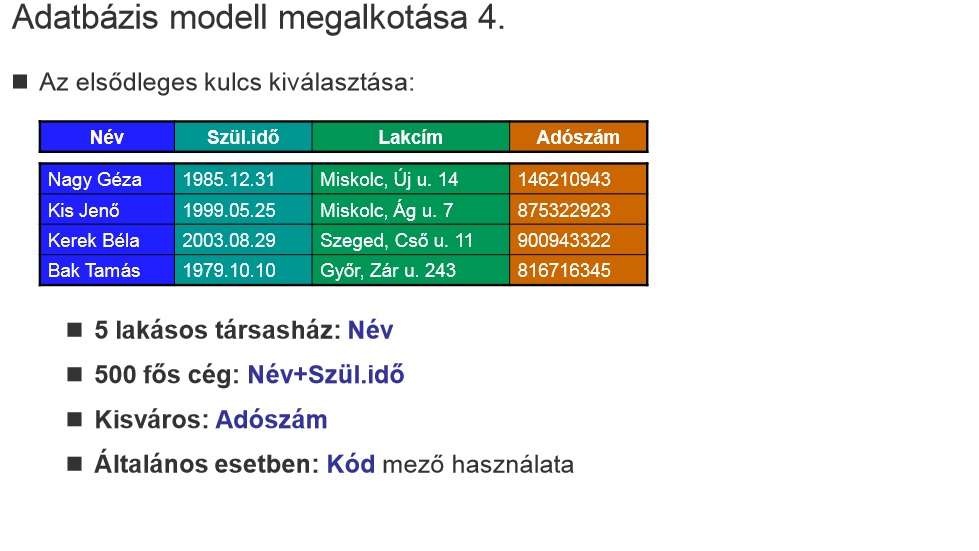 Adatbázis modell megalkotása 4.
Az elsődleges kulcs kiválasztása:
Név Szül.idő Lakcím Adószám
Nagy Géza 1985.12.31 Miskolc, Új u. 14 146210943
Kis Jenő 1999.05.25 Miskolc, Ág u. 7 875322923
Kerek Béla 2003.08.29 Szeged, Cső u. 11 900943322
Bak Tamás 1979.10.10 Győr, Zár u. 243 816716345
5 lakásos társasház: Név
500 fős cég: Név+Szül.idő
Kisváros: Adószám
Általános esetben: Kód mező használata